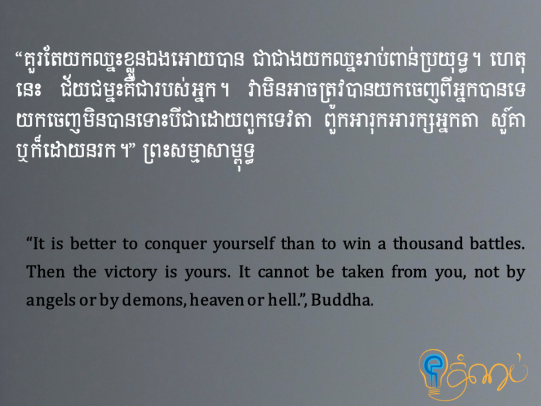 “គួរតែយកឈ្នះខ្លួនឯងអោយបាន ជាជាងយកឈ្នះរាប់ពាន់ប្រយុទ្ធ។ ហេតុ
នេះ ជ័យជម្នះគឺជារបស់អ្នក។ វាមិនអាចត្រូវបានយកចេញពីអ្នកបានទេ
យកចេញមិនបានទោះបីជាដោយពួកទេវតា ពួកអារុកអារក្សអ្នកតា សួ៌គា
ឬក៏ដោយនរក។” ព្រះសម្មាសាម្ពុទ្ធ
“It is better to conquer yourself than to win a thousand battles.
Then the victory is yours. It cannot be taken from you, not by
angels or by demons, heaven or hell.”, Buddha.